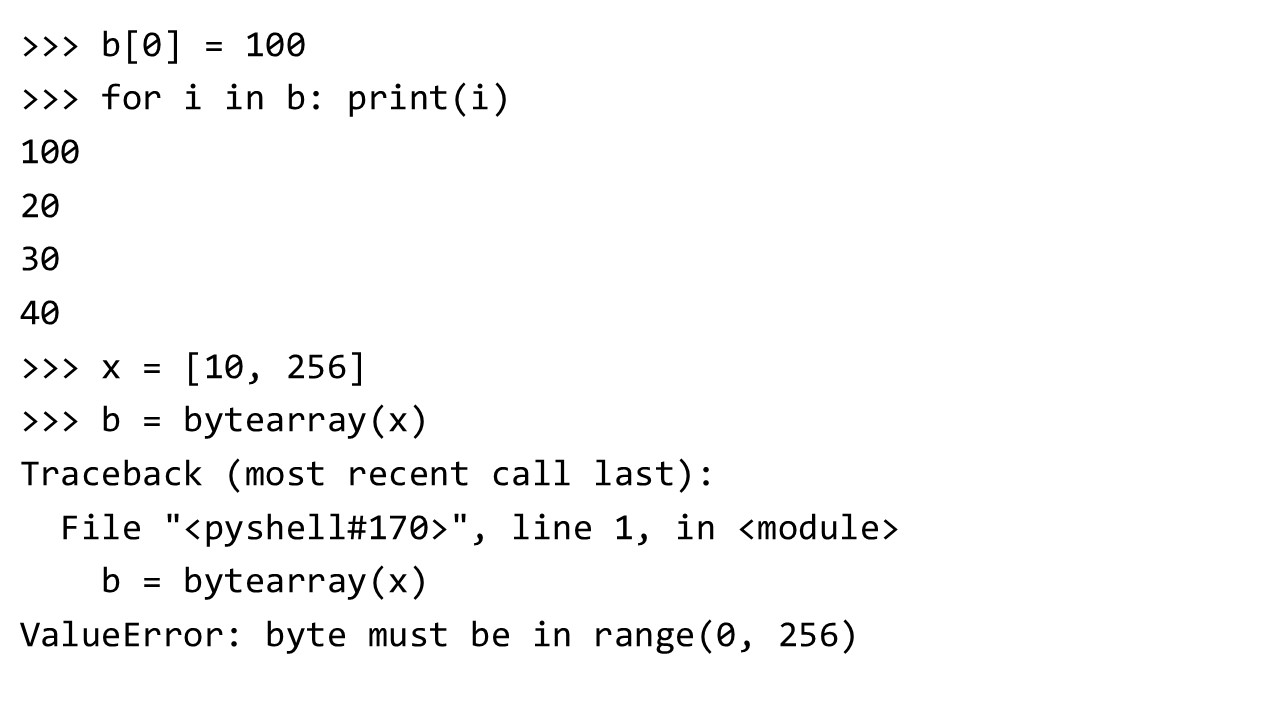 >>> b[0] = 100
>>> for i in b: print(i)
100
20
30
40
>>> x = [10, 256]
>>> b = bytearray(x)
Traceback (most recent call last):
  File "<pyshell#170>", line 1, in <module>
    b = bytearray(x)
ValueError: byte must be in range(0, 256)